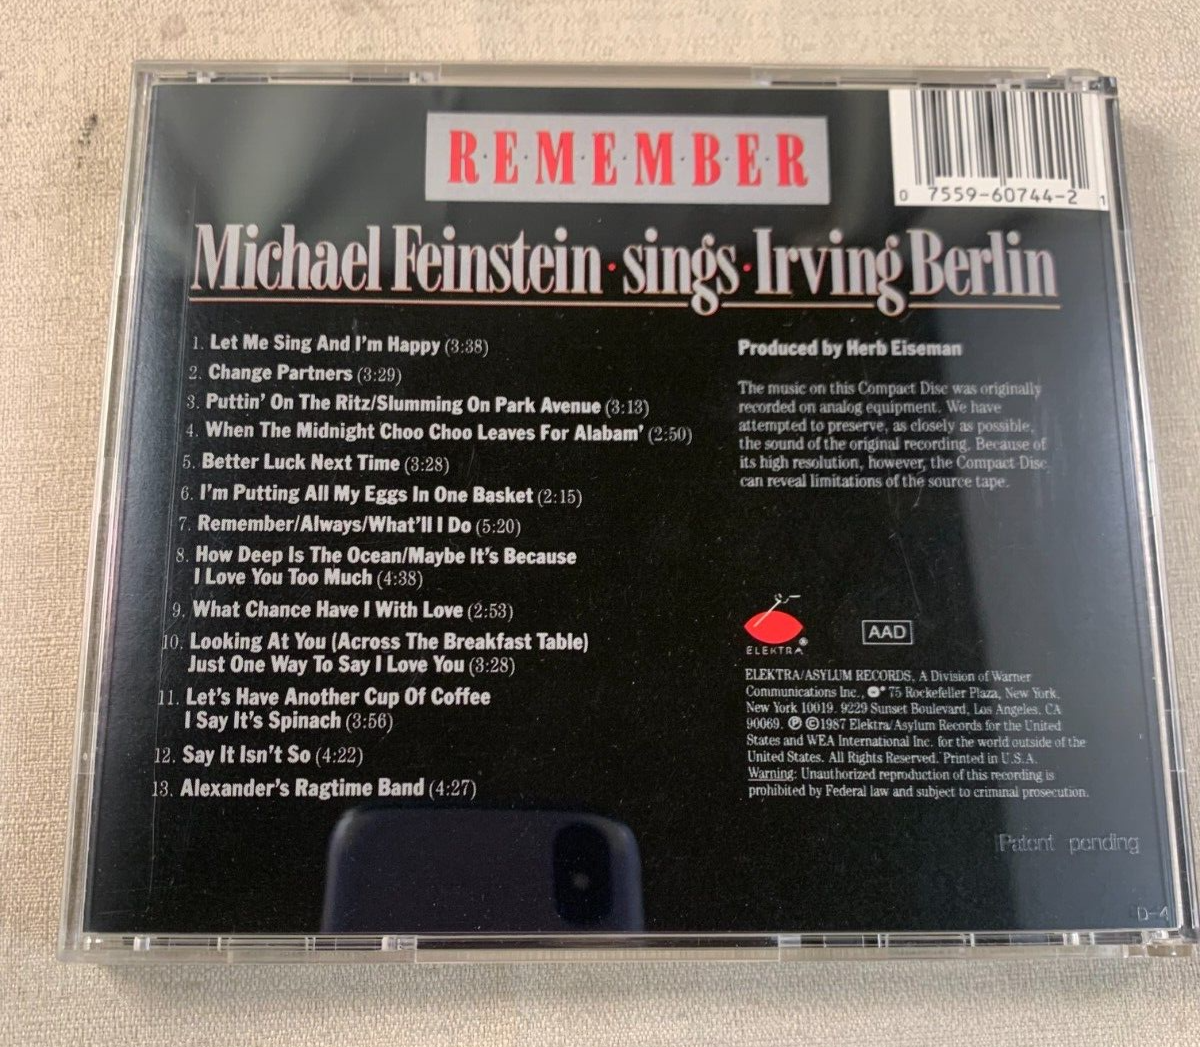 R·E·M·E·M·B·E·R
0 7559-60744-2 1
Michael Feinstein·sings·Irving Berlin
1. Let Me Sing And I'm Happy (3:38)
2. Change Partners (3:29)
3. Puttin' On The Ritz/Slumming On Park Avenue (3:13)
4. When The Midnight Choo Choo Leaves For Alabam' (2:50)
5. Better Luck Next Time (3:28)
6. I'm Putting All My Eggs In One Basket (2:15)
7. Remember/Always/What'll I Do (5:20)
8. How Deep Is The Ocean/Maybe It's Because
I Love You Too Much (4:38)
9. What Chance Have I With Love (2:53)
10. Looking At You (Across The Breakfast Table)
Just One Way To Say I Love You (3:28)
11. Let's Have Another Cup Of Coffee
I Say It's Spinach (3:56)
12. Say It Isn't So (4:22)
13. Alexander's Ragtime Band (4:27)
Produced by Herb Eiseman
The music on this Compact Disc was originally
recorded on analog equipment. We have
attempted to preserve, as closely as possible,
the sound of the original recording. Because of
its high resolution, however, the Compact Disc
can reveal limitations of the source tape.
ELEKTRA®
AAD
ELEKTRA/ASYLUM RECORDS, A Division of Warner
Communications Inc., 75 Rockefeller Plaza, New York,
New York 10019. 9229 Sunset Boulevard, Los Angeles, CA
90069. ℗ ©1987 Elektra/Asylum Records for the United
States and WEA International Inc. for the world outside of the
United States. All Rights Reserved. Printed in U.S.A.
Warning: Unauthorized reproduction of this recording is
prohibited by Federal law and subject to criminal prosecution.
Patent pending
D-4